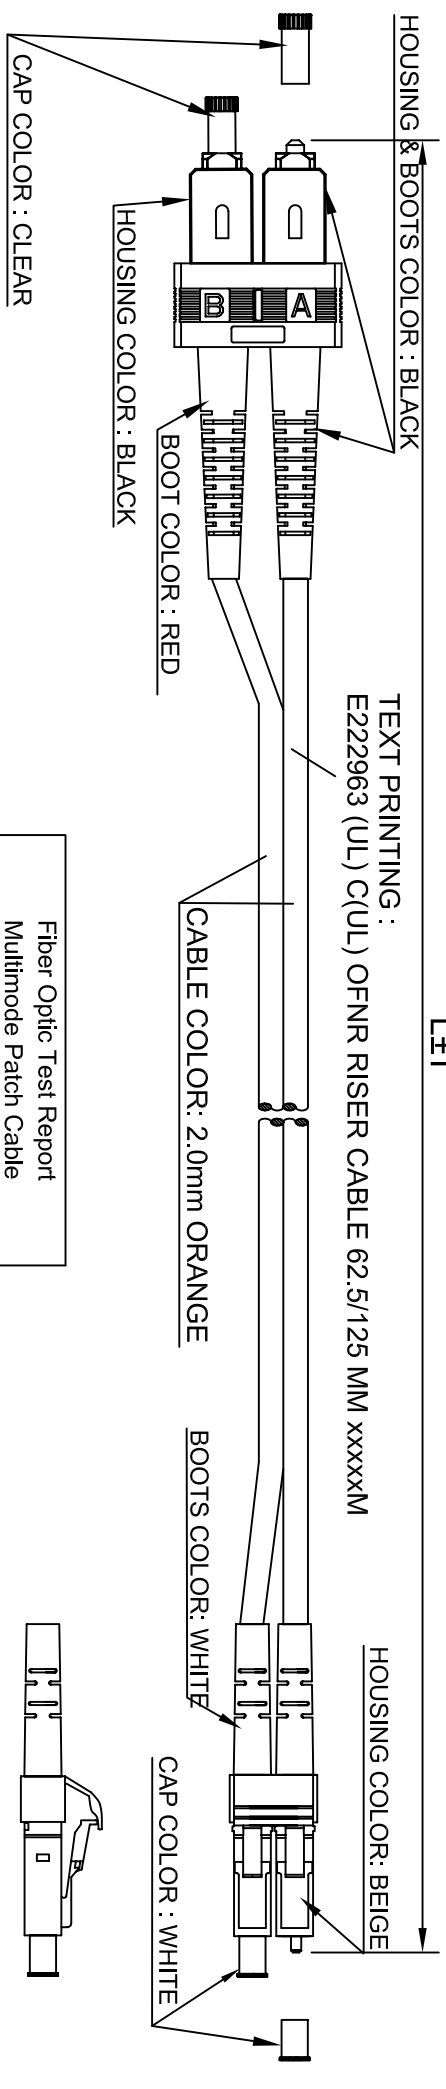 HOUSING & BOOTS COLOR : BLACK
L±1
TEXT PRINTING :
E222963 (UL) C(UL) OFNR RISER CABLE 62.5/125 MM xxxxxM
HOUSING COLOR: BEIGE
B
A
BOOT COLOR : RED
CABLE COLOR: 2.0mm ORANGE
BOOTS COLOR: WHITE
HOUSING COLOR : BLACK
CAP COLOR : WHITE
CAP COLOR : CLEAR
Fiber Optic Test Report
Multimode Patch Cable